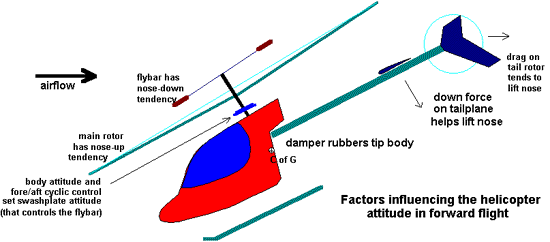 flybar has
nose-down
tendency
airflow
main rotor
has nose-up
tendency
drag on
tail rotor
tends to
lift nose
down force
on tailplane
helps lift nose
damper rubbers tip body
C of G
body attitude and
fore/aft cyclic control
set swashplate attitude
(that controls the flybar)
Factors influencing the helicopter
attitude in forward flight